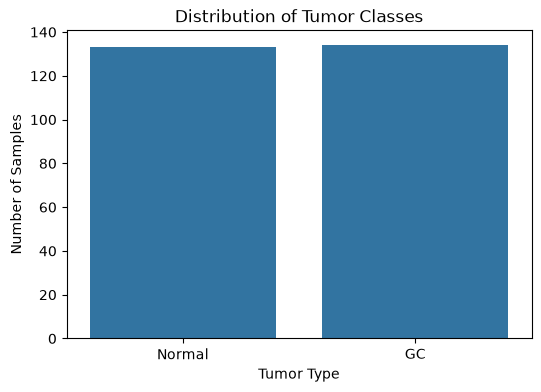 Distribution of Tumor Classes
140
120
100
80
60
40
20
0
Number of Samples
Normal
GC
Tumor Type